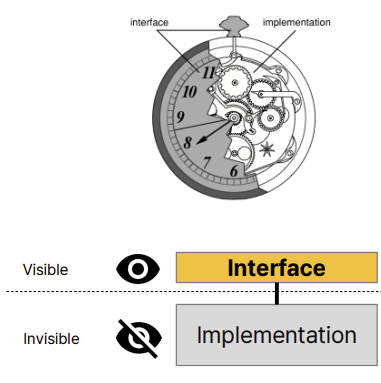 interface
implementation
11
10
9
8
7
6
Visible
Interface
Invisible
Implementation